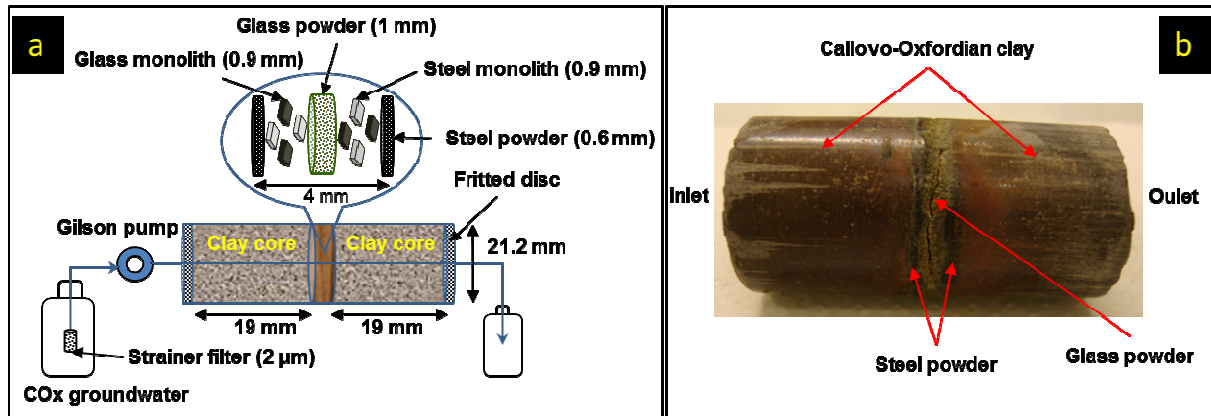 a
Glass powder (1 mm)
Glass monolith (0.9 mm)
Steel monolith (0.9 mm)
Steel powder (0.6 mm)
4 mm
Fritted disc
Gilson pump
Clay core
Clay core
21.2 mm
19 mm
19 mm
Strainer filter (2 µm)
COx groundwater
b
Callovo-Oxfordian clay
Inlet
Oulet
Steel powder
Glass powder